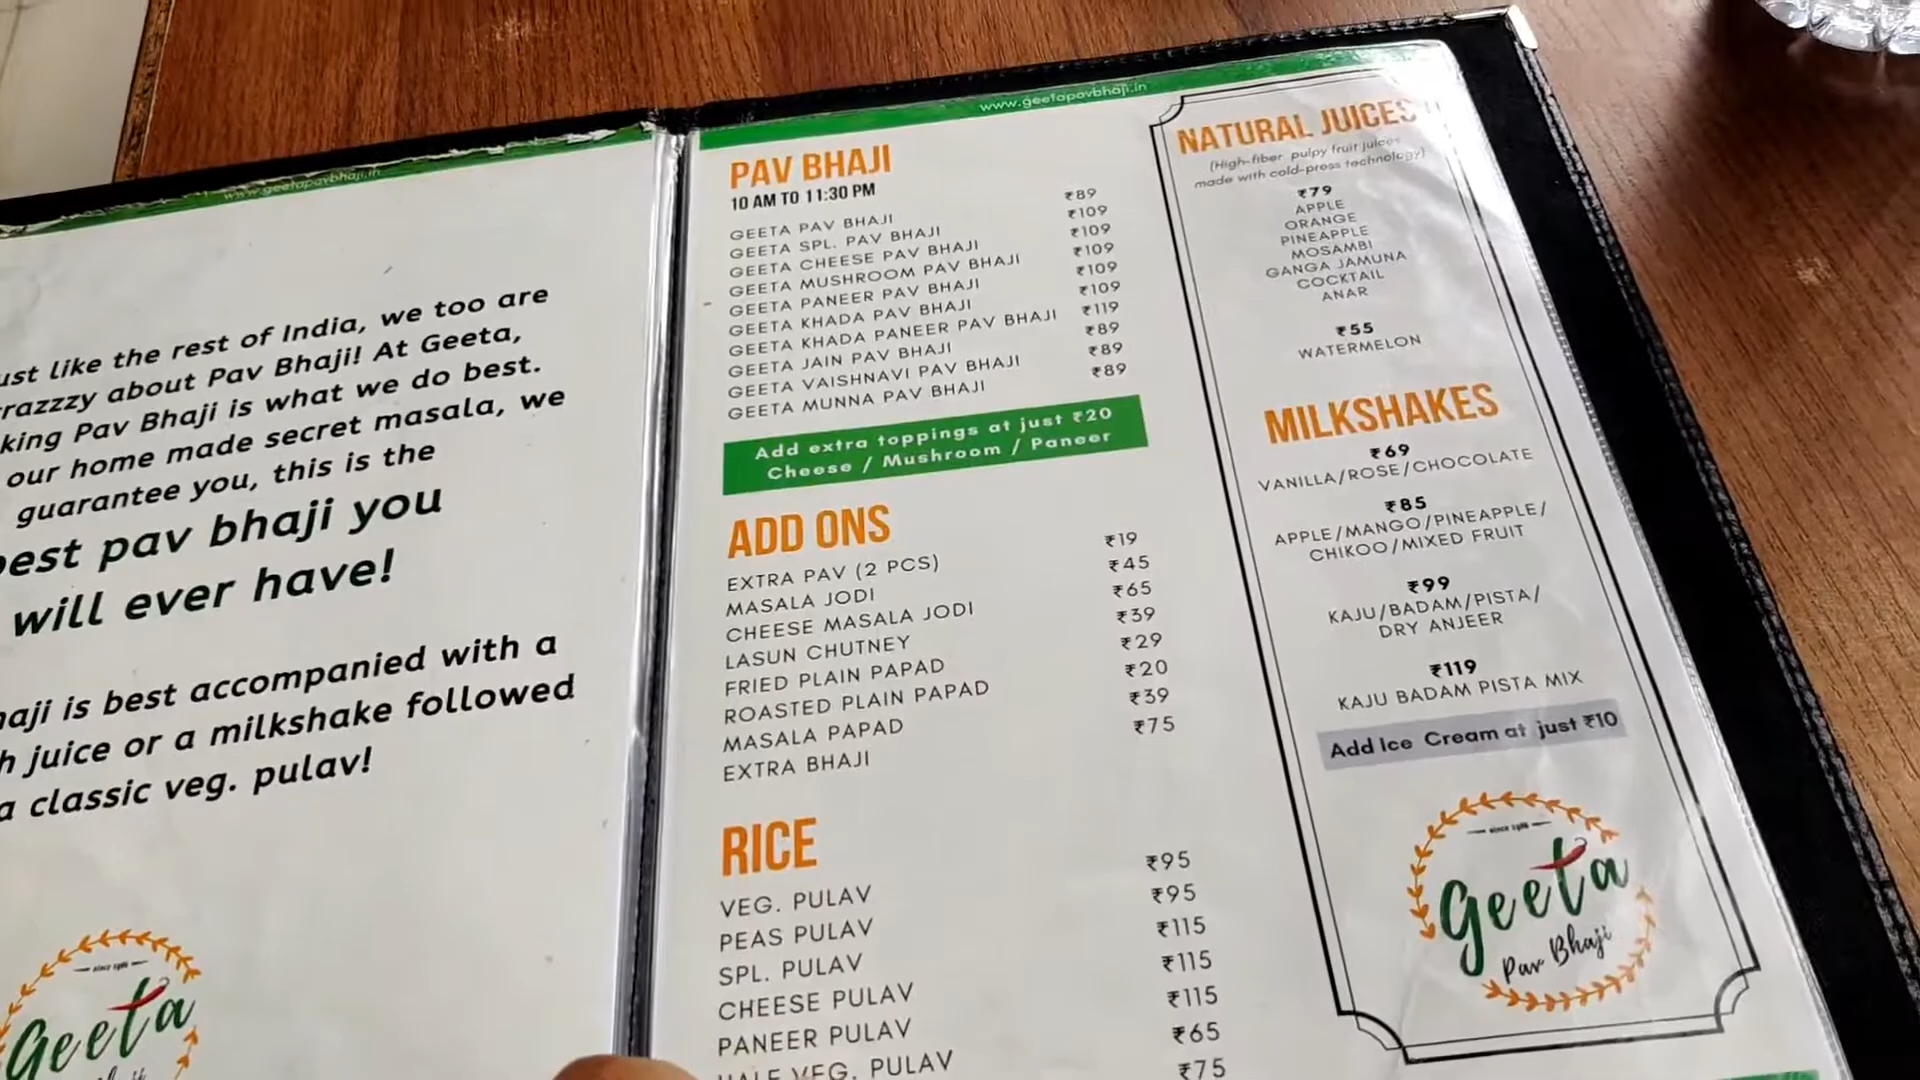 www.geetapavbhaji.in
ust like the rest of India, we too are
razzzy about Pav Bhaji! At Geeta,
king Pav Bhaji is what we do best.
our home made secret masala, we
guarantee you, this is the
best pav bhaji you
will ever have!
haji is best accompanied with a
h juice or a milkshake followed
a classic veg. pulav!
since 1986
Geeta
www.geetapavbhaji.in
PAV BHAJI
10 AM TO 11:30 PM
GEETA PAV BHAJI ₹89
GEETA SPL. PAV BHAJI ₹109
GEETA CHEESE PAV BHAJI ₹109
GEETA MUSHROOM PAV BHAJI ₹109
GEETA PANEER PAV BHAJI ₹109
GEETA KHADA PAV BHAJI ₹109
GEETA KHADA PANEER PAV BHAJI ₹119
GEETA JAIN PAV BHAJI ₹89
GEETA VAISHNAVI PAV BHAJI ₹89
GEETA MUNNA PAV BHAJI ₹89
Add extra toppings at just ₹20
Cheese / Mushroom / Paneer
ADD ONS
EXTRA PAV (2 PCS) ₹19
MASALA JODI ₹45
CHEESE MASALA JODI ₹65
LASUN CHUTNEY ₹39
FRIED PLAIN PAPAD ₹29
ROASTED PLAIN PAPAD ₹20
MASALA PAPAD ₹39
EXTRA BHAJI ₹75
RICE
VEG. PULAV ₹95
PEAS PULAV ₹95
SPL. PULAV ₹115
CHEESE PULAV ₹115
PANEER PULAV ₹115
HALF VEG. PULAV ₹65
₹75
NATURAL JUICES
(High-fiber pulpy fruit juices
made with cold-press technology)
₹79
APPLE
ORANGE
PINEAPPLE
MOSAMBI
GANGA JAMUNA
COCKTAIL
ANAR
₹55
WATERMELON
MILKSHAKES
₹69
VANILLA/ROSE/CHOCOLATE
₹85
APPLE/MANGO/PINEAPPLE/
CHIKOO/MIXED FRUIT
₹99
KAJU/BADAM/PISTA/
DRY ANJEER
₹119
KAJU BADAM PISTA MIX
Add Ice Cream at just ₹10
since 1986
Geeta
Pav Bhaji